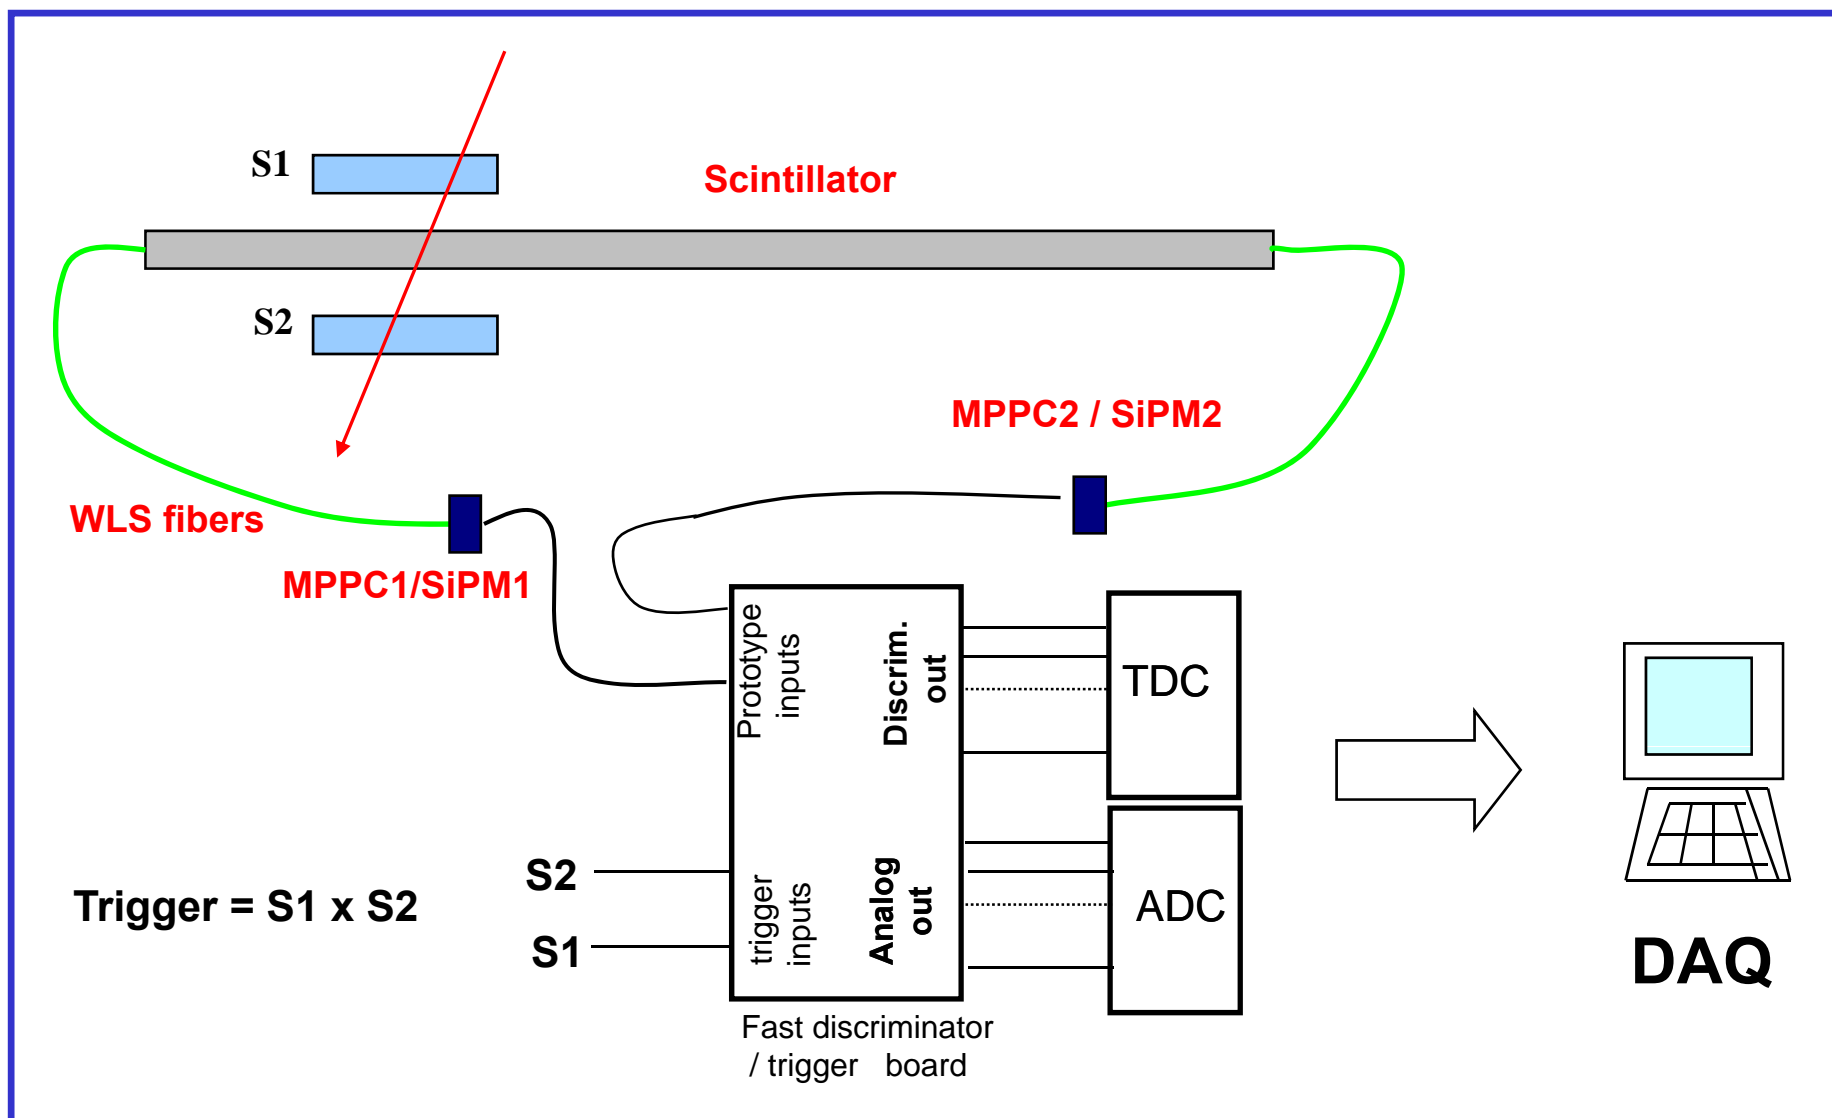 S1
Scintillator
S2
MPPC2 / SiPM2
WLS fibers
MPPC1/SiPM1
Prototype
inputs
Discrim.
out
TDC
S2
trigger
inputs
Analog
out
ADC
Trigger = S1 x S2
S1
DAQ
Fast discriminator
/ trigger board